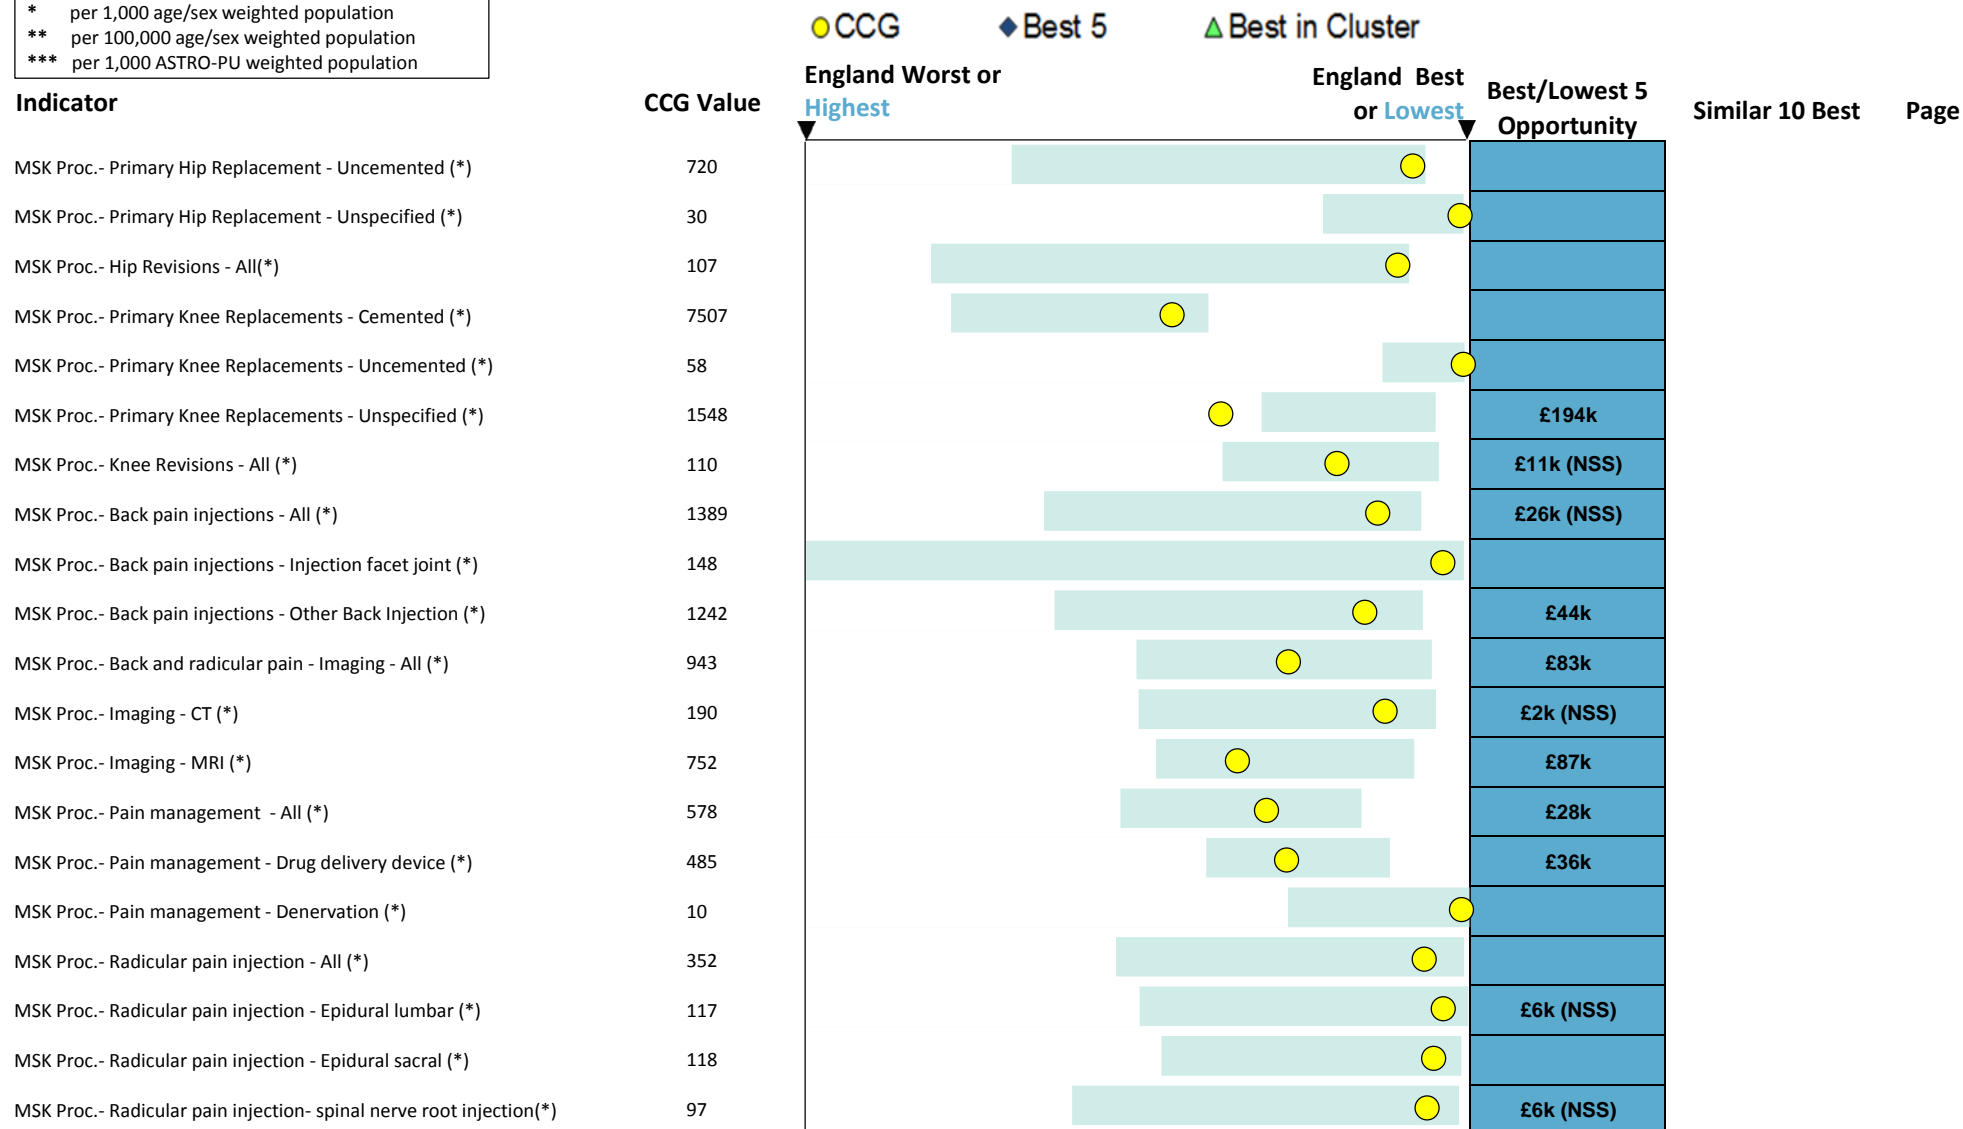 * per 1,000 age/sex weighted population
** per 100,000 age/sex weighted population
*** per 1,000 ASTRO-PU weighted population
CCG Best 5 Best in Cluster
Indicator CCG Value England Worst or Highest England Best or Lowest Best/Lowest 5 Opportunity Similar 10 Best Page
MSK Proc.- Primary Hip Replacement - Uncemented (*) 720
MSK Proc.- Primary Hip Replacement - Unspecified (*) 30
MSK Proc.- Hip Revisions - All(*) 107
MSK Proc.- Primary Knee Replacements - Cemented (*) 7507
MSK Proc.- Primary Knee Replacements - Uncemented (*) 58
MSK Proc.- Primary Knee Replacements - Unspecified (*) 1548 £194k
MSK Proc.- Knee Revisions - All (*) 110 £11k (NSS)
MSK Proc.- Back pain injections - All (*) 1389 £26k (NSS)
MSK Proc.- Back pain injections - Injection facet joint (*) 148
MSK Proc.- Back pain injections - Other Back Injection (*) 1242 £44k
MSK Proc.- Back and radicular pain - Imaging - All (*) 943 £83k
MSK Proc.- Imaging - CT (*) 190 £2k (NSS)
MSK Proc.- Imaging - MRI (*) 752 £87k
MSK Proc.- Pain management - All (*) 578 £28k
MSK Proc.- Pain management - Drug delivery device (*) 485 £36k
MSK Proc.- Pain management - Denervation (*) 10
MSK Proc.- Radicular pain injection - All (*) 352
MSK Proc.- Radicular pain injection - Epidural lumbar (*) 117 £6k (NSS)
MSK Proc.- Radicular pain injection - Epidural sacral (*) 118
MSK Proc.- Radicular pain injection- spinal nerve root injection(*) 97 £6k (NSS)